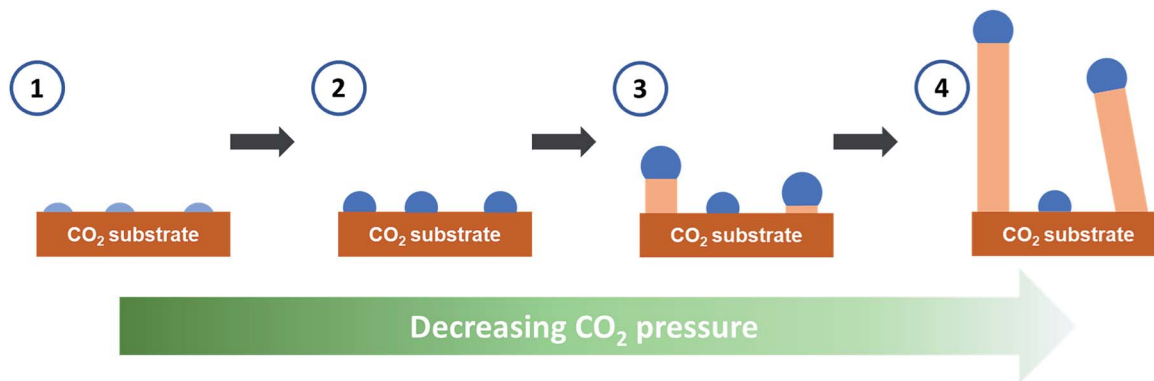 1
2
3
4
CO₂ substrate
CO₂ substrate
CO₂ substrate
CO₂ substrate
Decreasing CO₂ pressure